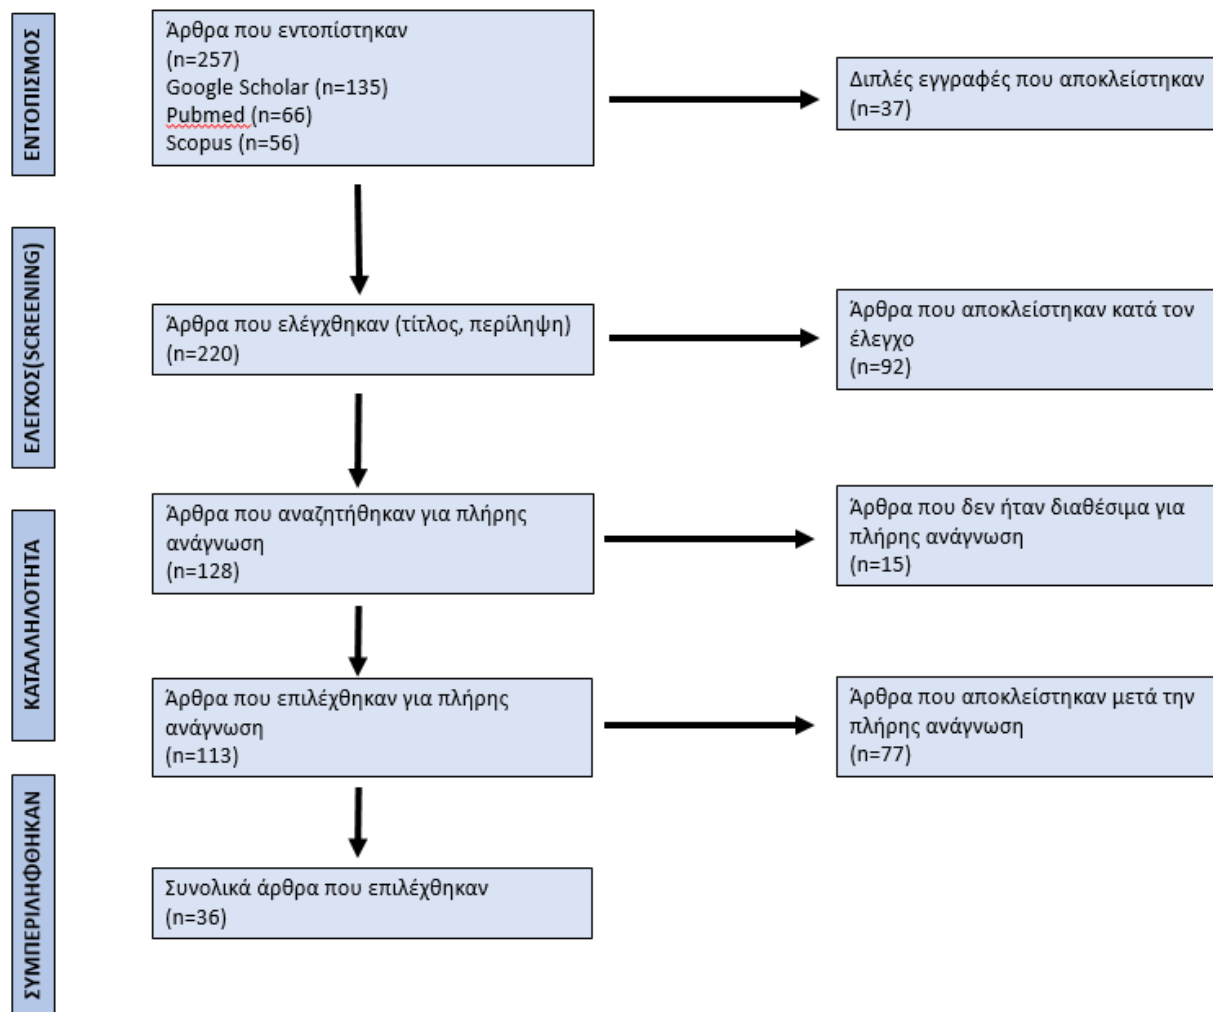 ΕΝΤΟΠΙΣΜΟΣ
Άρθρα που εντοπίστηκαν
(n=257)
Google Scholar (n=135)
Pubmed (n=66)
Scopus (n=56)
Διπλές εγγραφές που αποκλείστηκαν
(n=37)
ΕΛΕΓΧΟΣ(SCREENING)
Άρθρα που ελέγχθηκαν (τίτλος, περίληψη)
(n=220)
Άρθρα που αποκλείστηκαν κατά τον
έλεγχο
(n=92)
ΚΑΤΑΛΛΗΛΟΤΗΤΑ
Άρθρα που αναζητήθηκαν για πλήρης
ανάγνωση
(n=128)
Άρθρα που δεν ήταν διαθέσιμα για
πλήρης ανάγνωση
(n=15)
Άρθρα που επιλέχθηκαν για πλήρης
ανάγνωση
(n=113)
Άρθρα που αποκλείστηκαν μετά την
πλήρης ανάγνωση
(n=77)
ΣΥΜΠΕΡΙΛΗΦΘΗΚΑΝ
Συνολικά άρθρα που επιλέχθηκαν
(n=36)